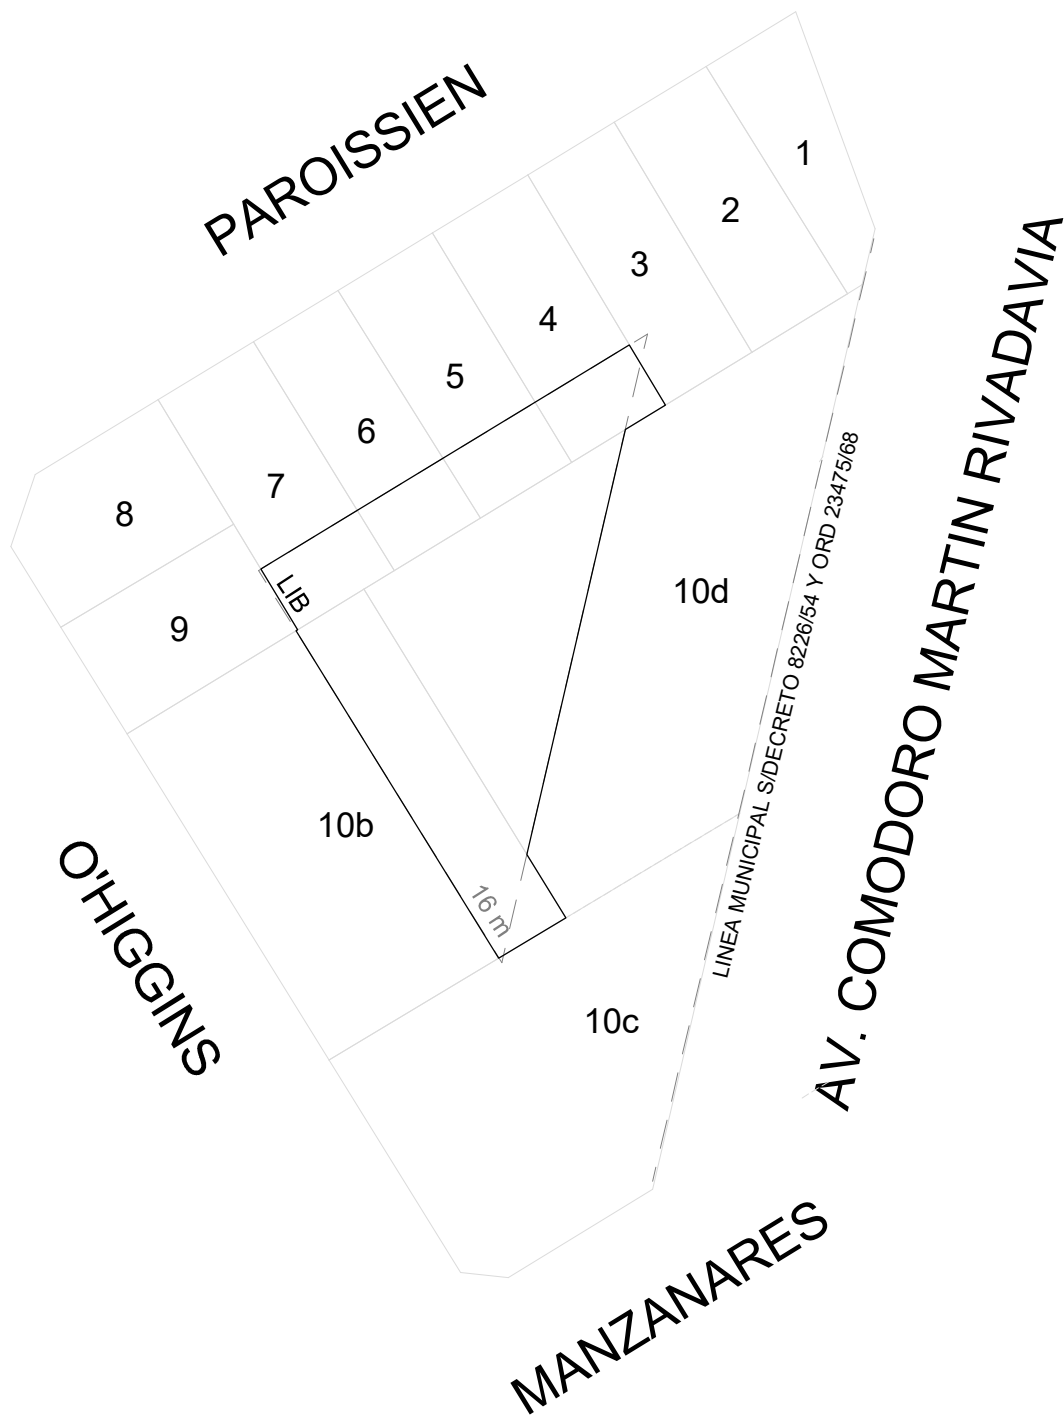 PAROISSIEN
1
2
3
4
5
6
7
8
9
LIB
10d
10b
16 m
10c
LINEA MUNICIPAL S/DECRETO 8226/54 Y ORD 23475/68
AV. COMODORO MARTIN RIVADAVIA
O'HIGGINS
MANZANARES